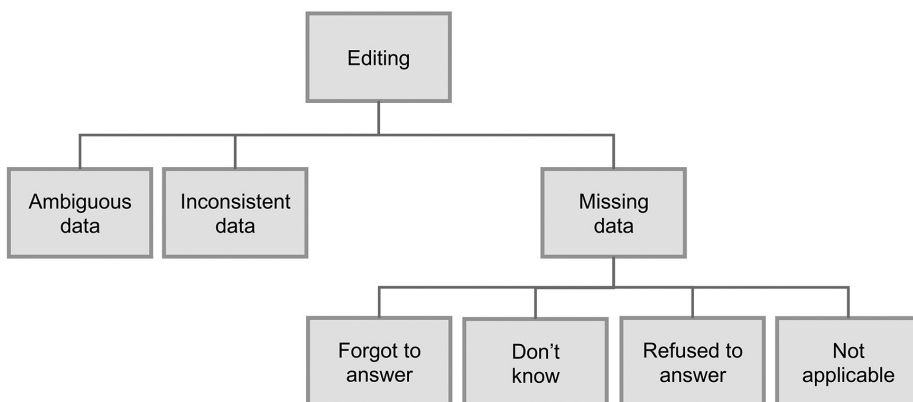 Editing
Ambiguous
data
Inconsistent
data
Missing
data
Forgot to
answer
Don’t
know
Refused to
answer
Not
applicable